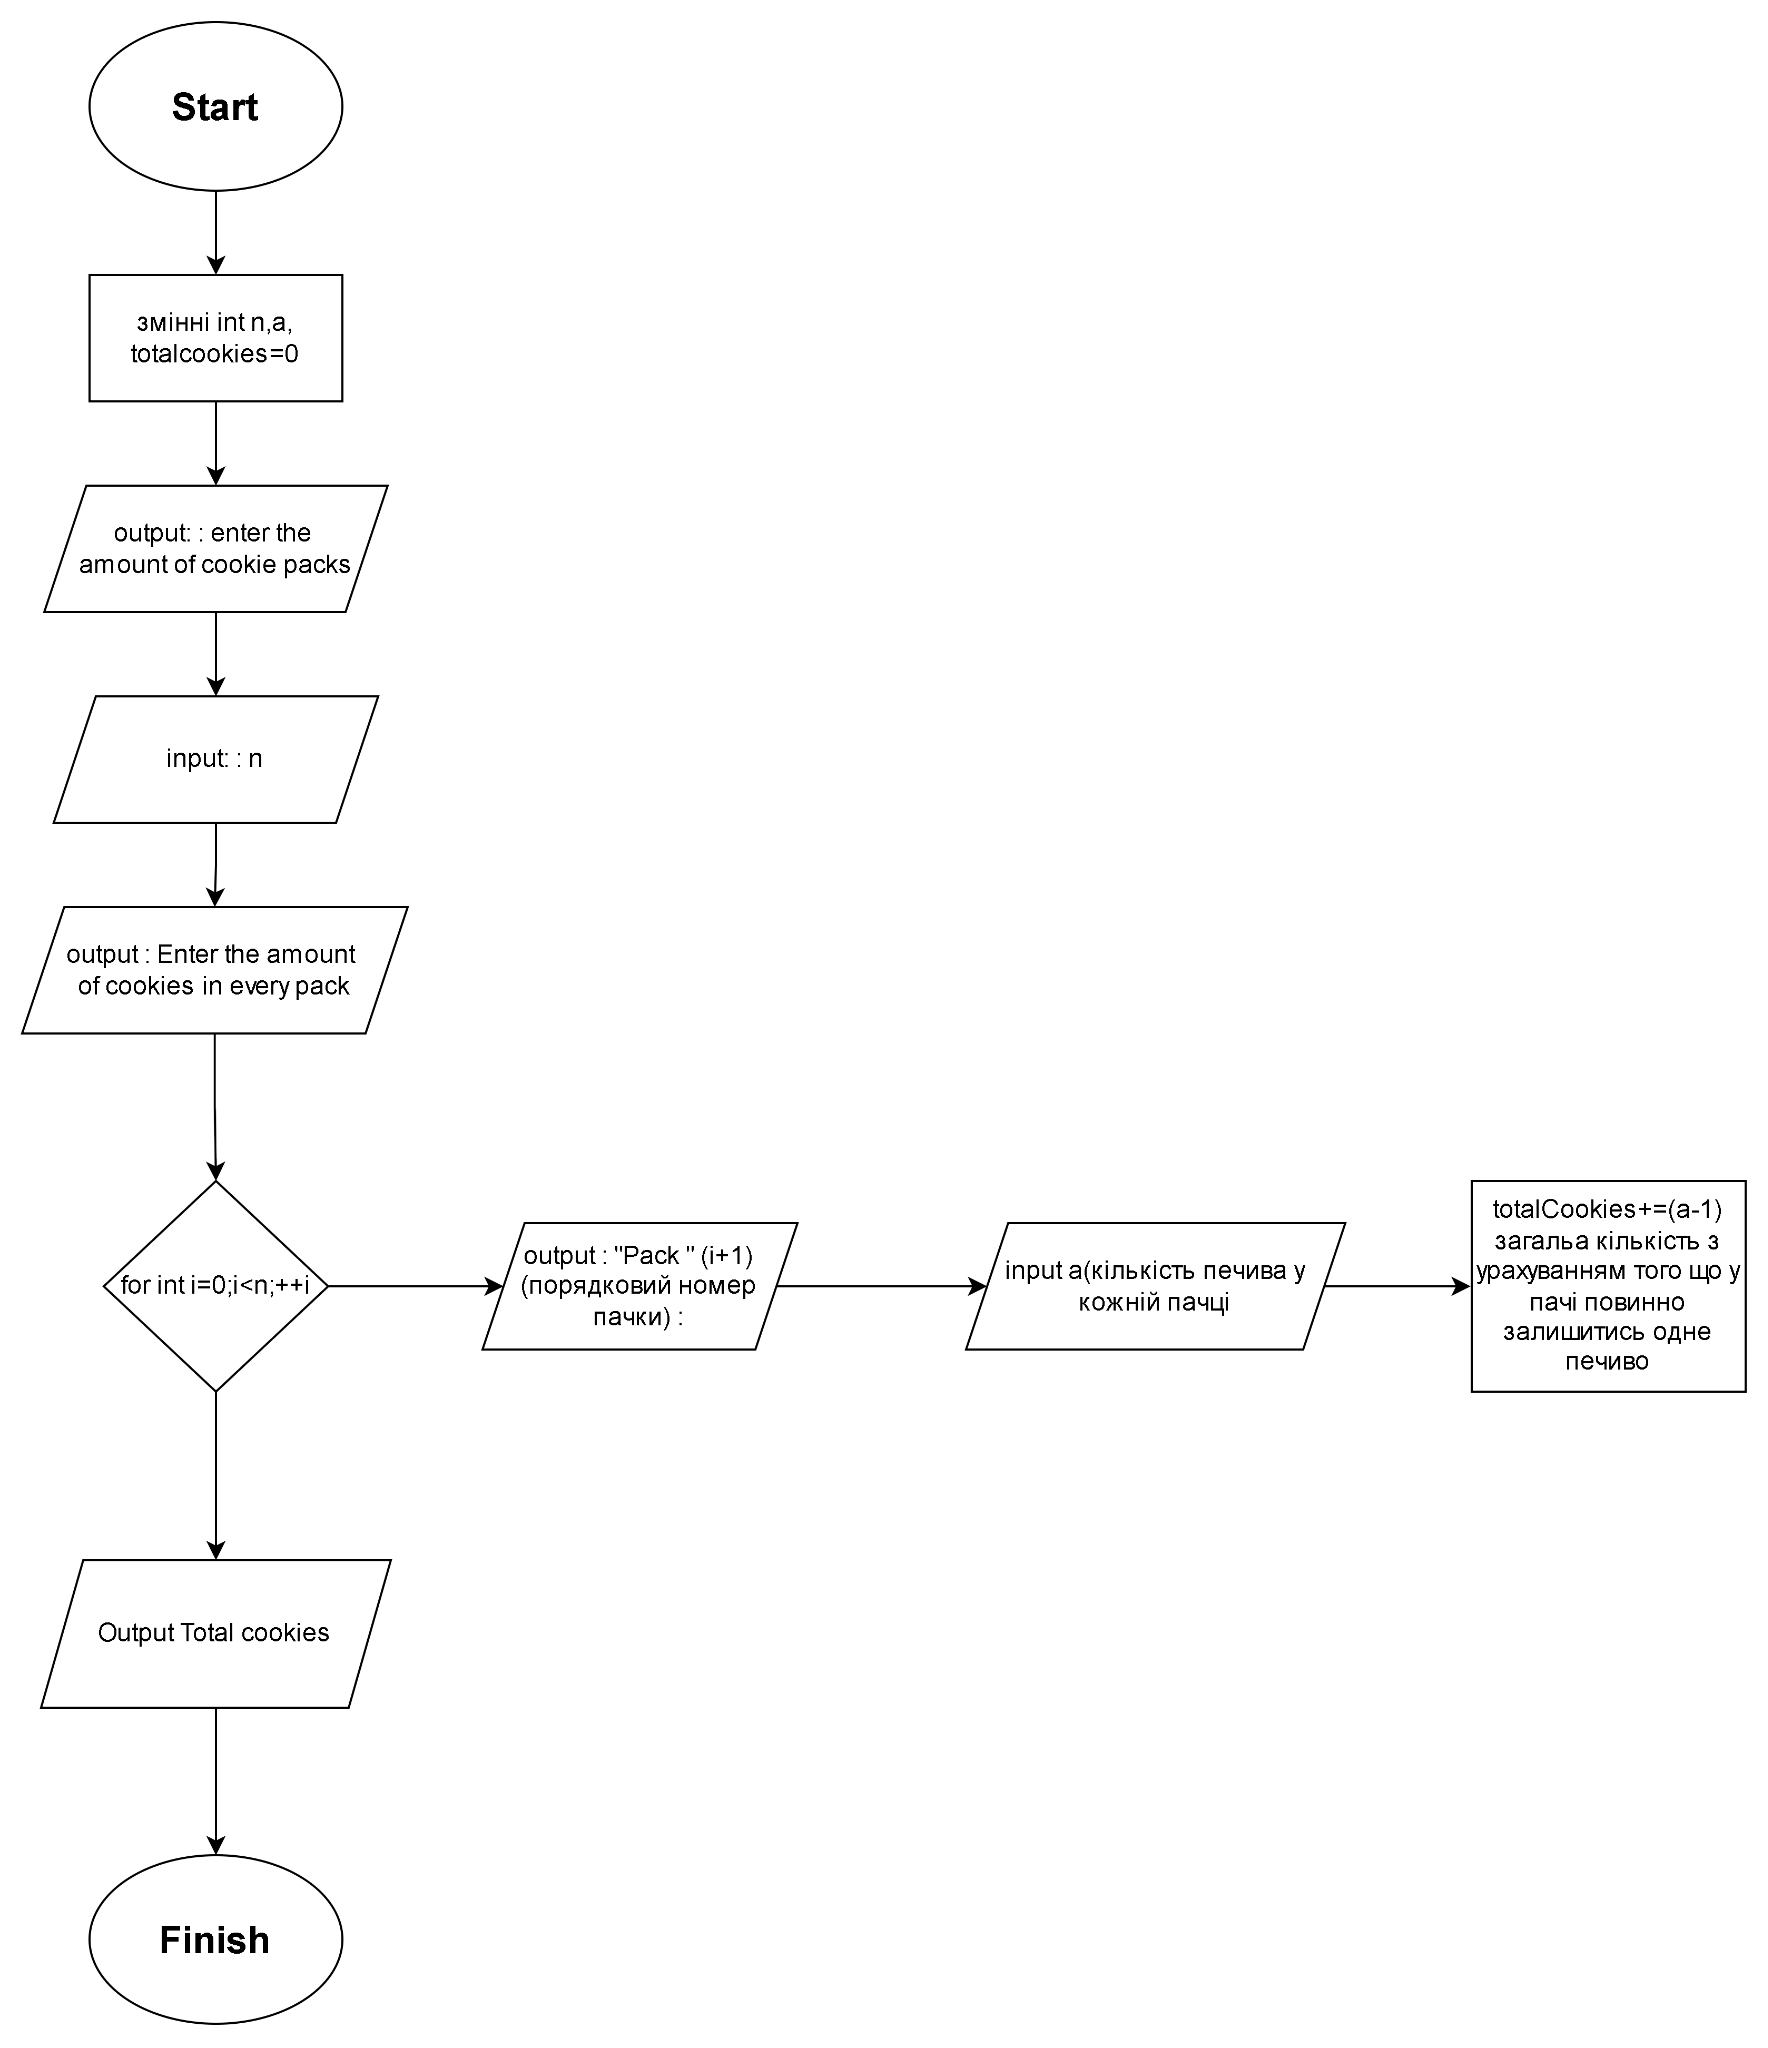 Start
змінні int n,a,
totalcookies=0
output: : enter the
amount of cookie packs
input: : n
output : Enter the amount
of cookies in every pack
for int i=0;i<n;++i
output : "Pack " (i+1)
(порядковий номер
пачки) :
input a(кількість печива у
кожній пачці
totalCookies+=(a-1)
загальа кількість з
урахуванням того що у
пачі повинно
залишитись одне
печиво
Output Total cookies
Finish